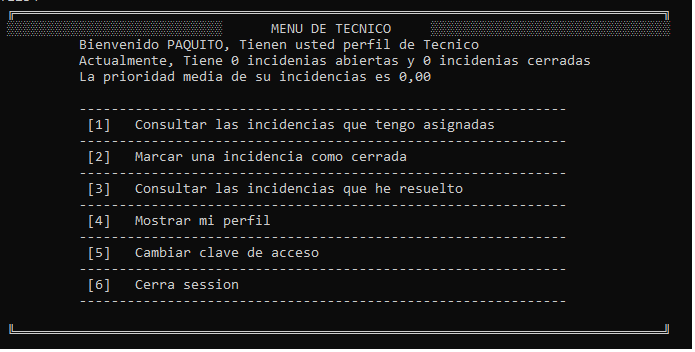 MENU DE TECNICO
Bienvenido PAQUITO, Tienen usted perfil de Tecnico
Actualmente, Tiene 0 incidenias abiertas y 0 incidenias cerradas
La prioridad media de su incidencias es 0,00
[1] Consultar las incidencias que tengo asignadas
[2] Marcar una incidencia como cerrada
[3] Consultar las incidencias que he resuelto
[4] Mostrar mi perfil
[5] Cambiar clave de acceso
[6] Cerra session